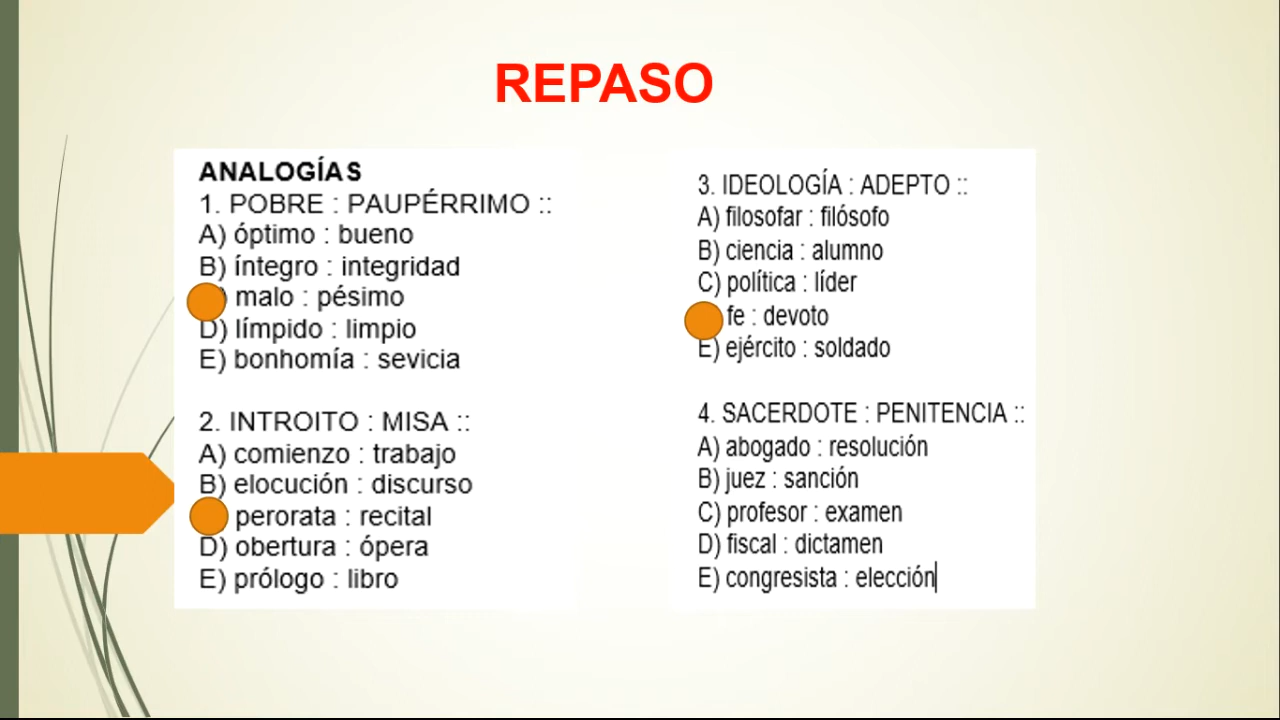 REPASO
ANALOGÍAS
1. POBRE : PAUPÉRRIMO ::
A) óptimo : bueno
B) íntegro : integridad
) malo : pésimo
D) límpido : limpio
E) bonhomía : sevicia
2. INTROITO : MISA ::
A) comienzo : trabajo
B) elocución : discurso
perorata : recital
D) obertura : ópera
E) prólogo : libro
3. IDEOLOGÍA : ADEPTO ::
A) filosofar : filósofo
B) ciencia : alumno
C) política : líder
fe : devoto
E) ejército : soldado
4. SACERDOTE : PENITENCIA ::
A) abogado : resolución
B) juez : sanción
C) profesor : examen
D) fiscal : dictamen
E) congresista : elección